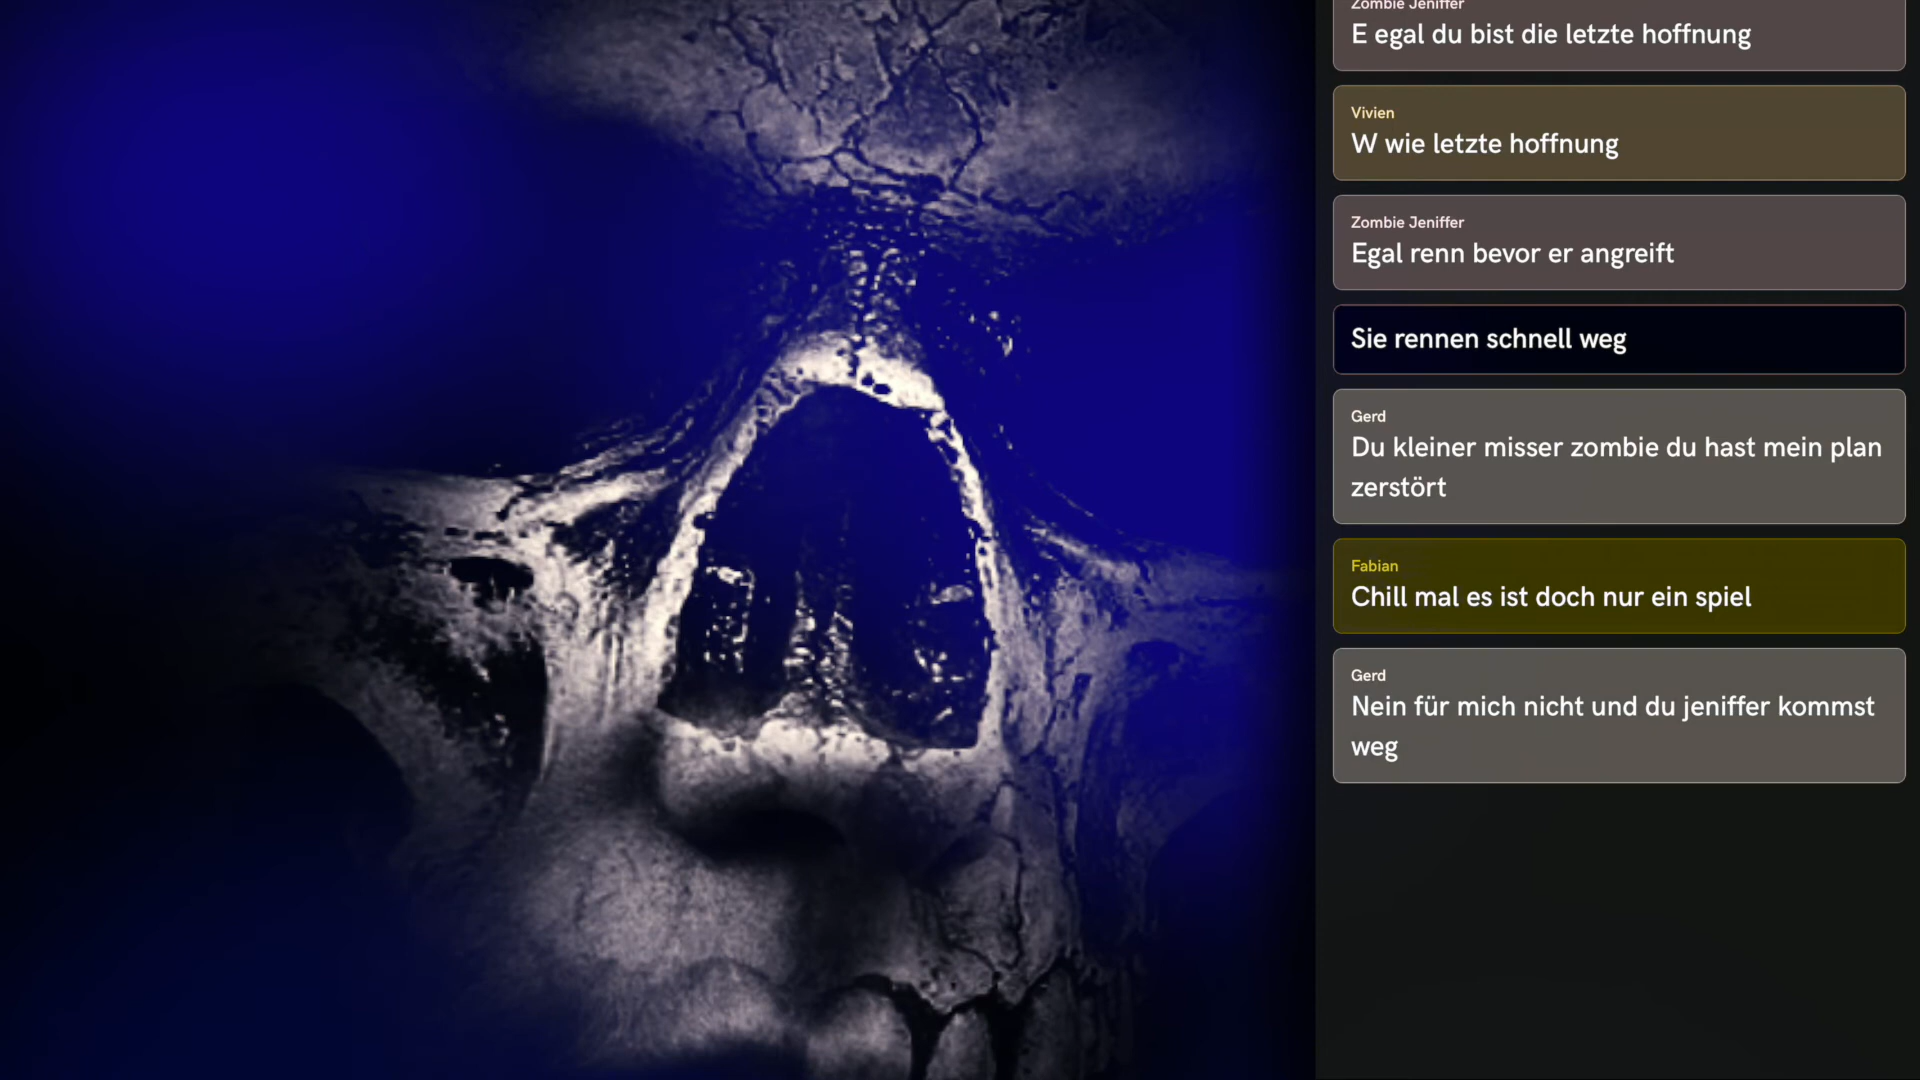 Zombie Jeniffer
E egal du bist die letzte hoffnung
Vivien
W wie letzte hoffnung
Zombie Jeniffer
Egal renn bevor er angreift
Sie rennen schnell weg
Gerd
Du kleiner misser zombie du hast mein plan
zerstört
Fabian
Chill mal es ist doch nur ein spiel
Gerd
Nein für mich nicht und du jeniffer kommst
weg